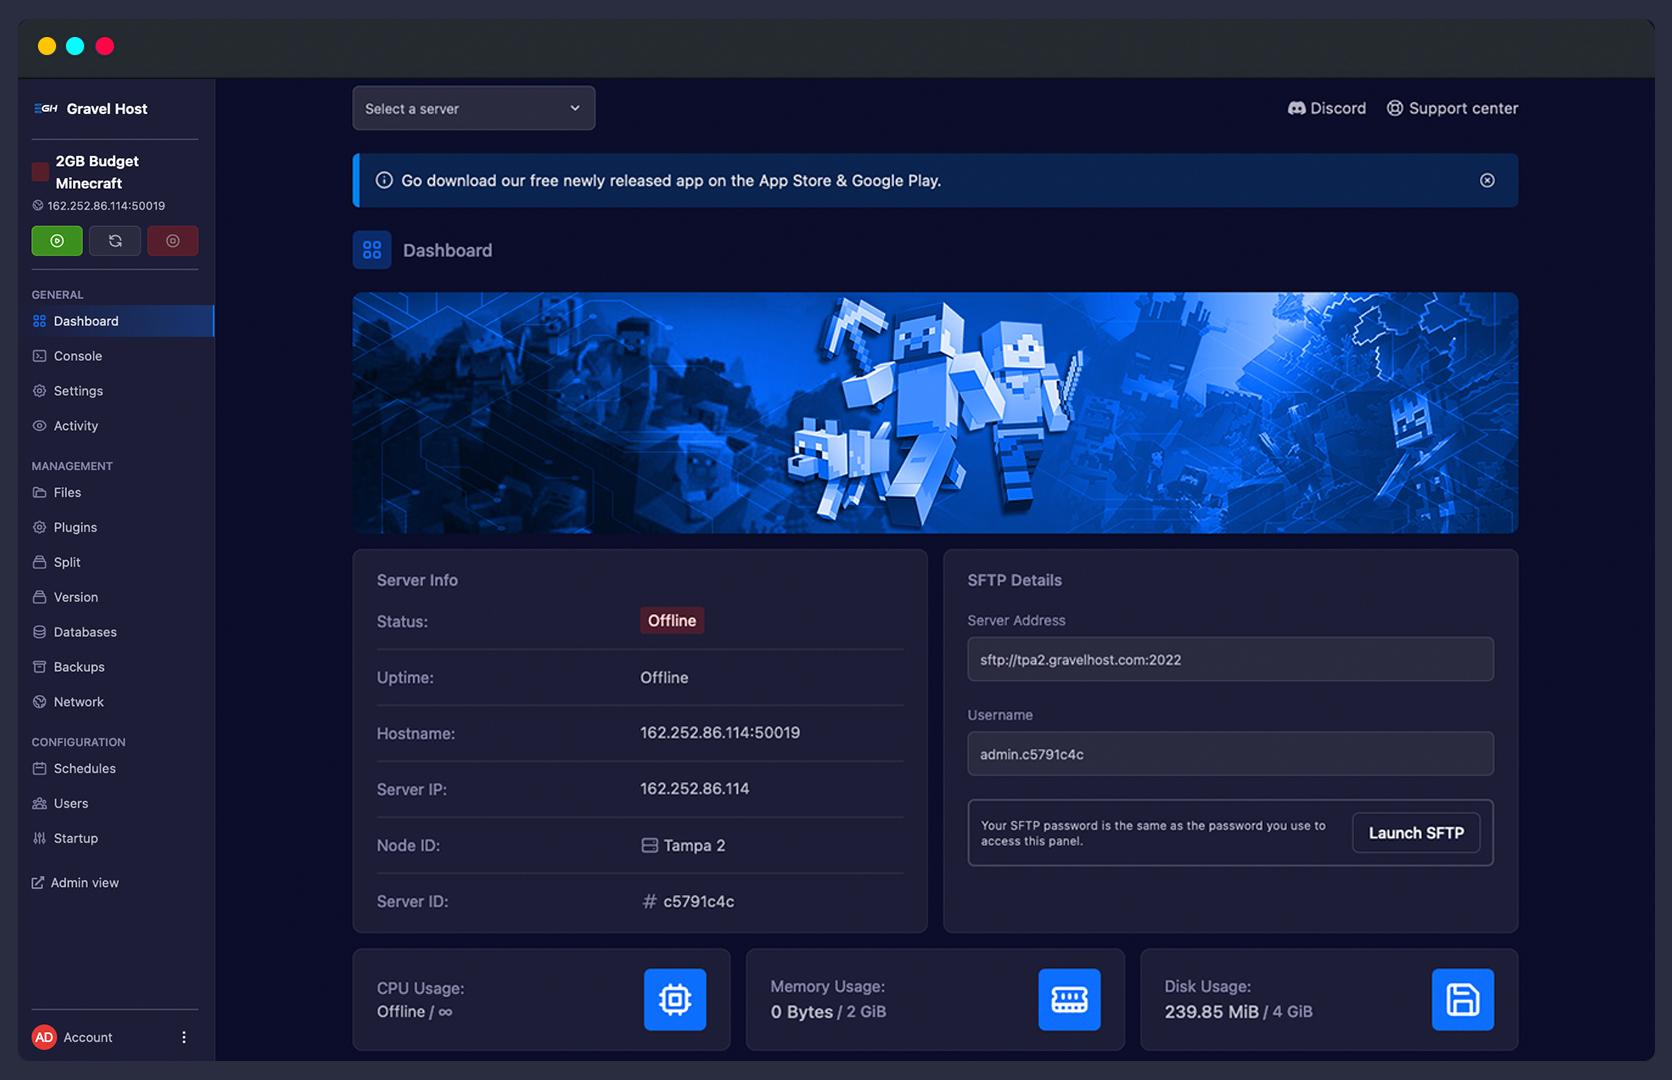 GH Gravel Host
2GB Budget
Minecraft
162.252.86.114:50019
GENERAL
Dashboard
Console
Settings
Activity
MANAGEMENT
Files
Plugins
Split
Version
Databases
Backups
Network
CONFIGURATION
Schedules
Users
Startup
Admin view
AD Account
Select a server
Discord
Support center
Go download our free newly released app on the App Store & Google Play.
Dashboard
Server Info
Status: Offline
Uptime: Offline
Hostname: 162.252.86.114:50019
Server IP: 162.252.86.114
Node ID: Tampa 2
Server ID: # c5791c4c
SFTP Details
Server Address
sftp://tpa2.gravelhost.com:2022
Username
admin.c5791c4c
Your SFTP password is the same as the password you use to
access this panel.
Launch SFTP
CPU Usage:
Offline / ∞
Memory Usage:
0 Bytes / 2 GiB
Disk Usage:
239.85 MiB / 4 GiB